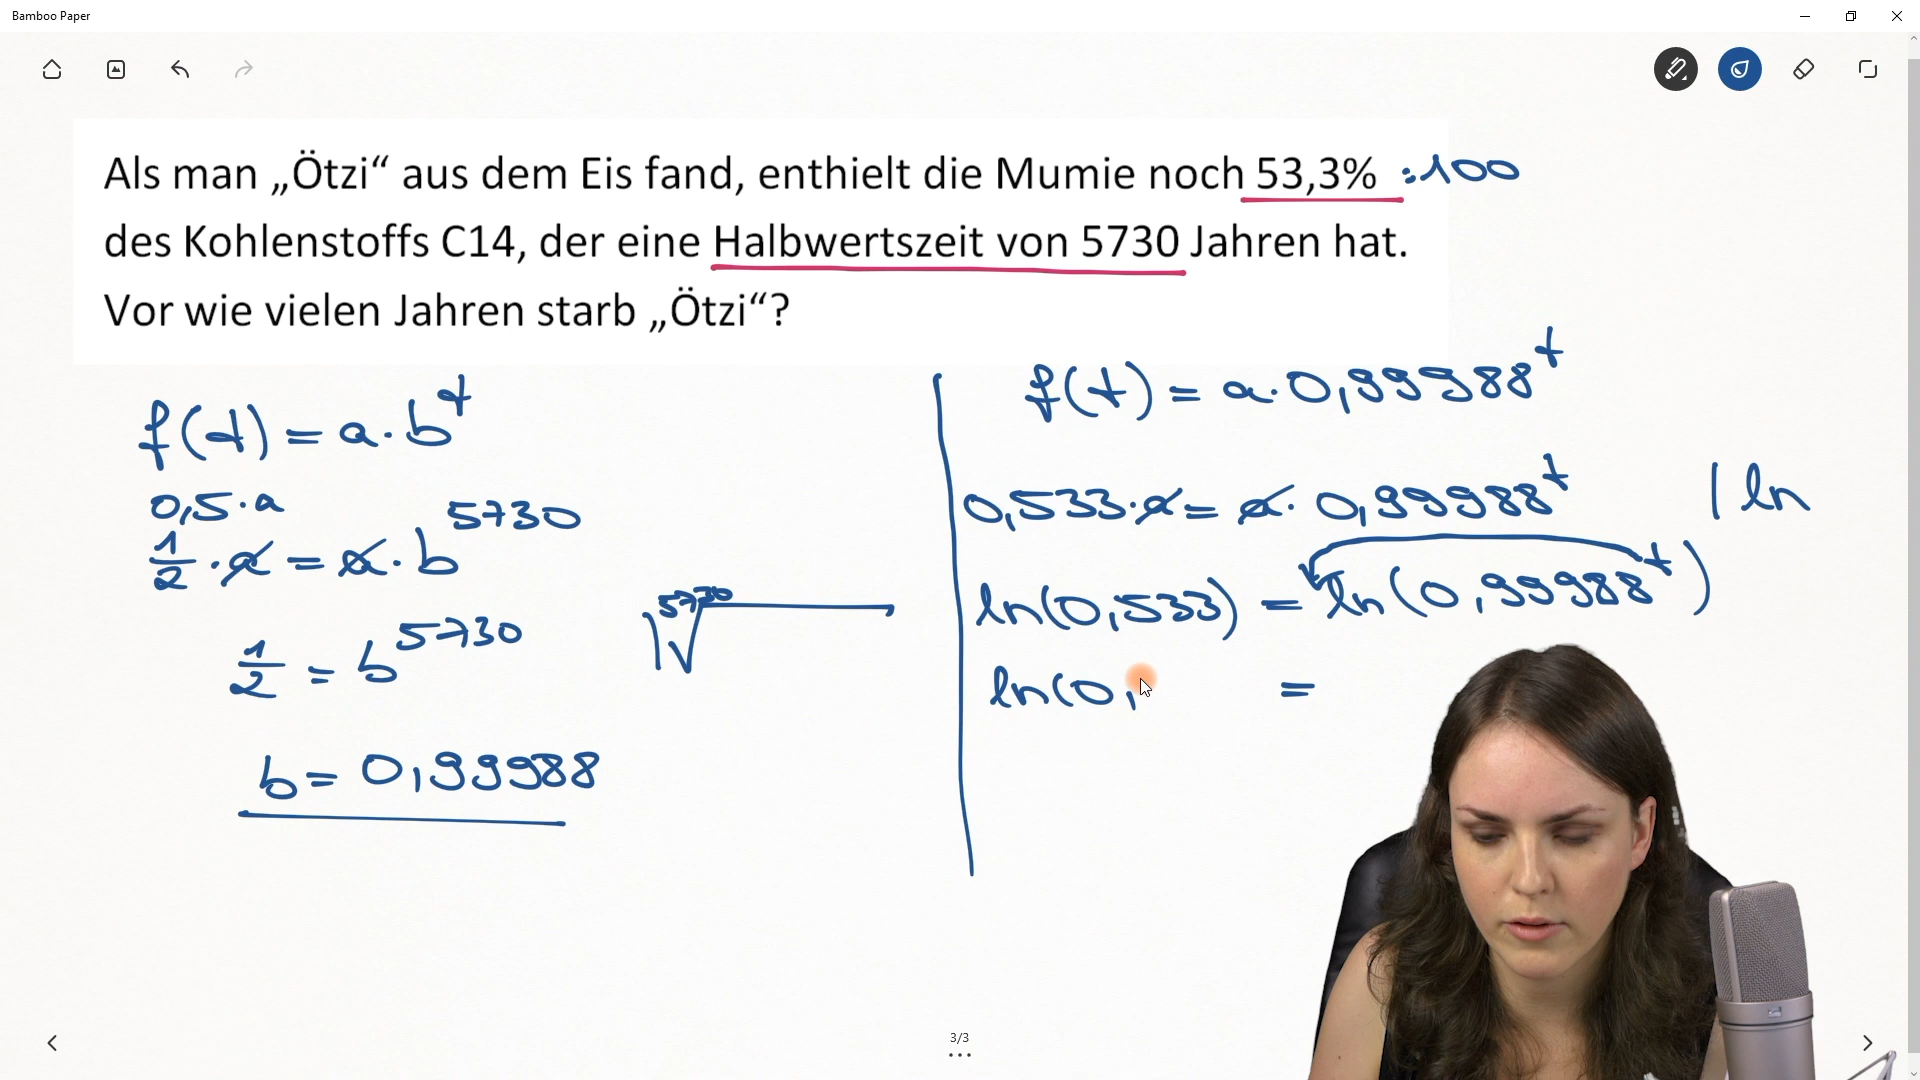 Bamboo Paper
Als man „Ötzi“ aus dem Eis fand, enthielt die Mumie noch 53,3% :100
des Kohlenstoffs C14, der eine Halbwertszeit von 5730 Jahren hat.
Vor wie vielen Jahren starb „Ötzi“?
f(t) = a·b^t
0,5·a
1/2·a = a·b^5730
5730√
1/2 = b^5730
b = 0,99988
f(t) = a·0,99988^t
0,533·a = a·0,99988^t | ln
ln(0,533) = ln(0,99988^t)
ln(0, =
3/3